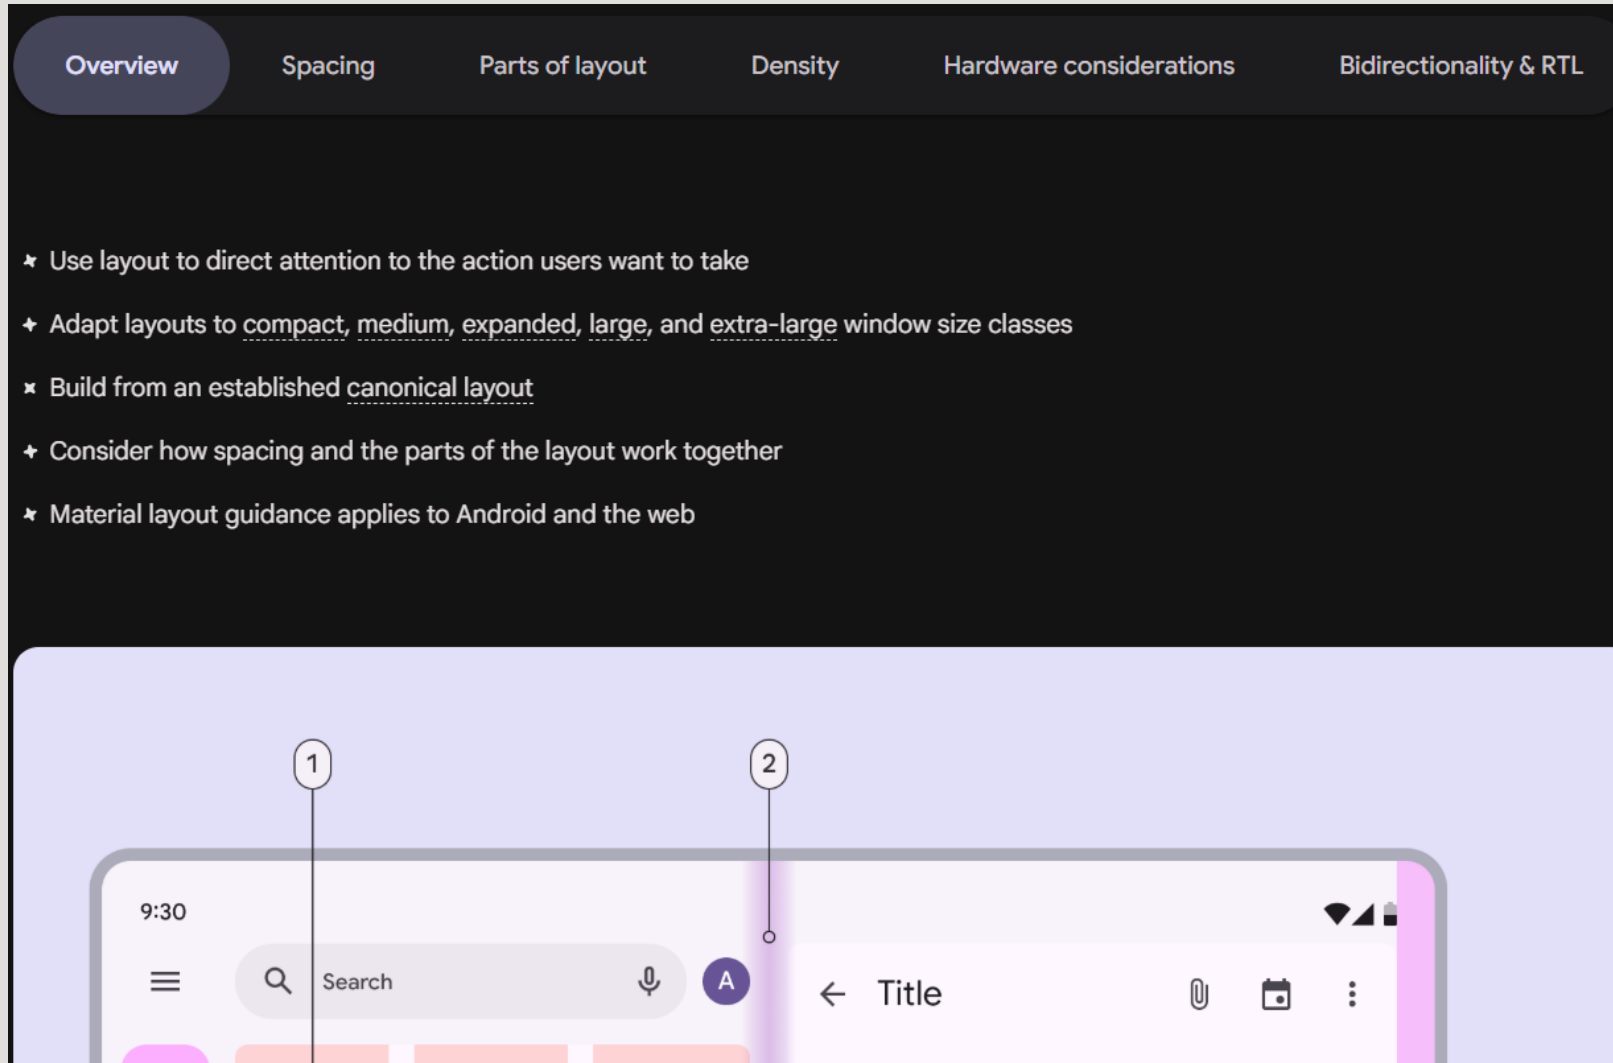 Overview Spacing Parts of layout Density Hardware considerations Bidirectionality & RTL
Use layout to direct attention to the action users want to take
Adapt layouts to compact, medium, expanded, large, and extra-large window size classes
Build from an established canonical layout
Consider how spacing and the parts of the layout work together
Material layout guidance applies to Android and the web
1 2
9:30
Search A
Title